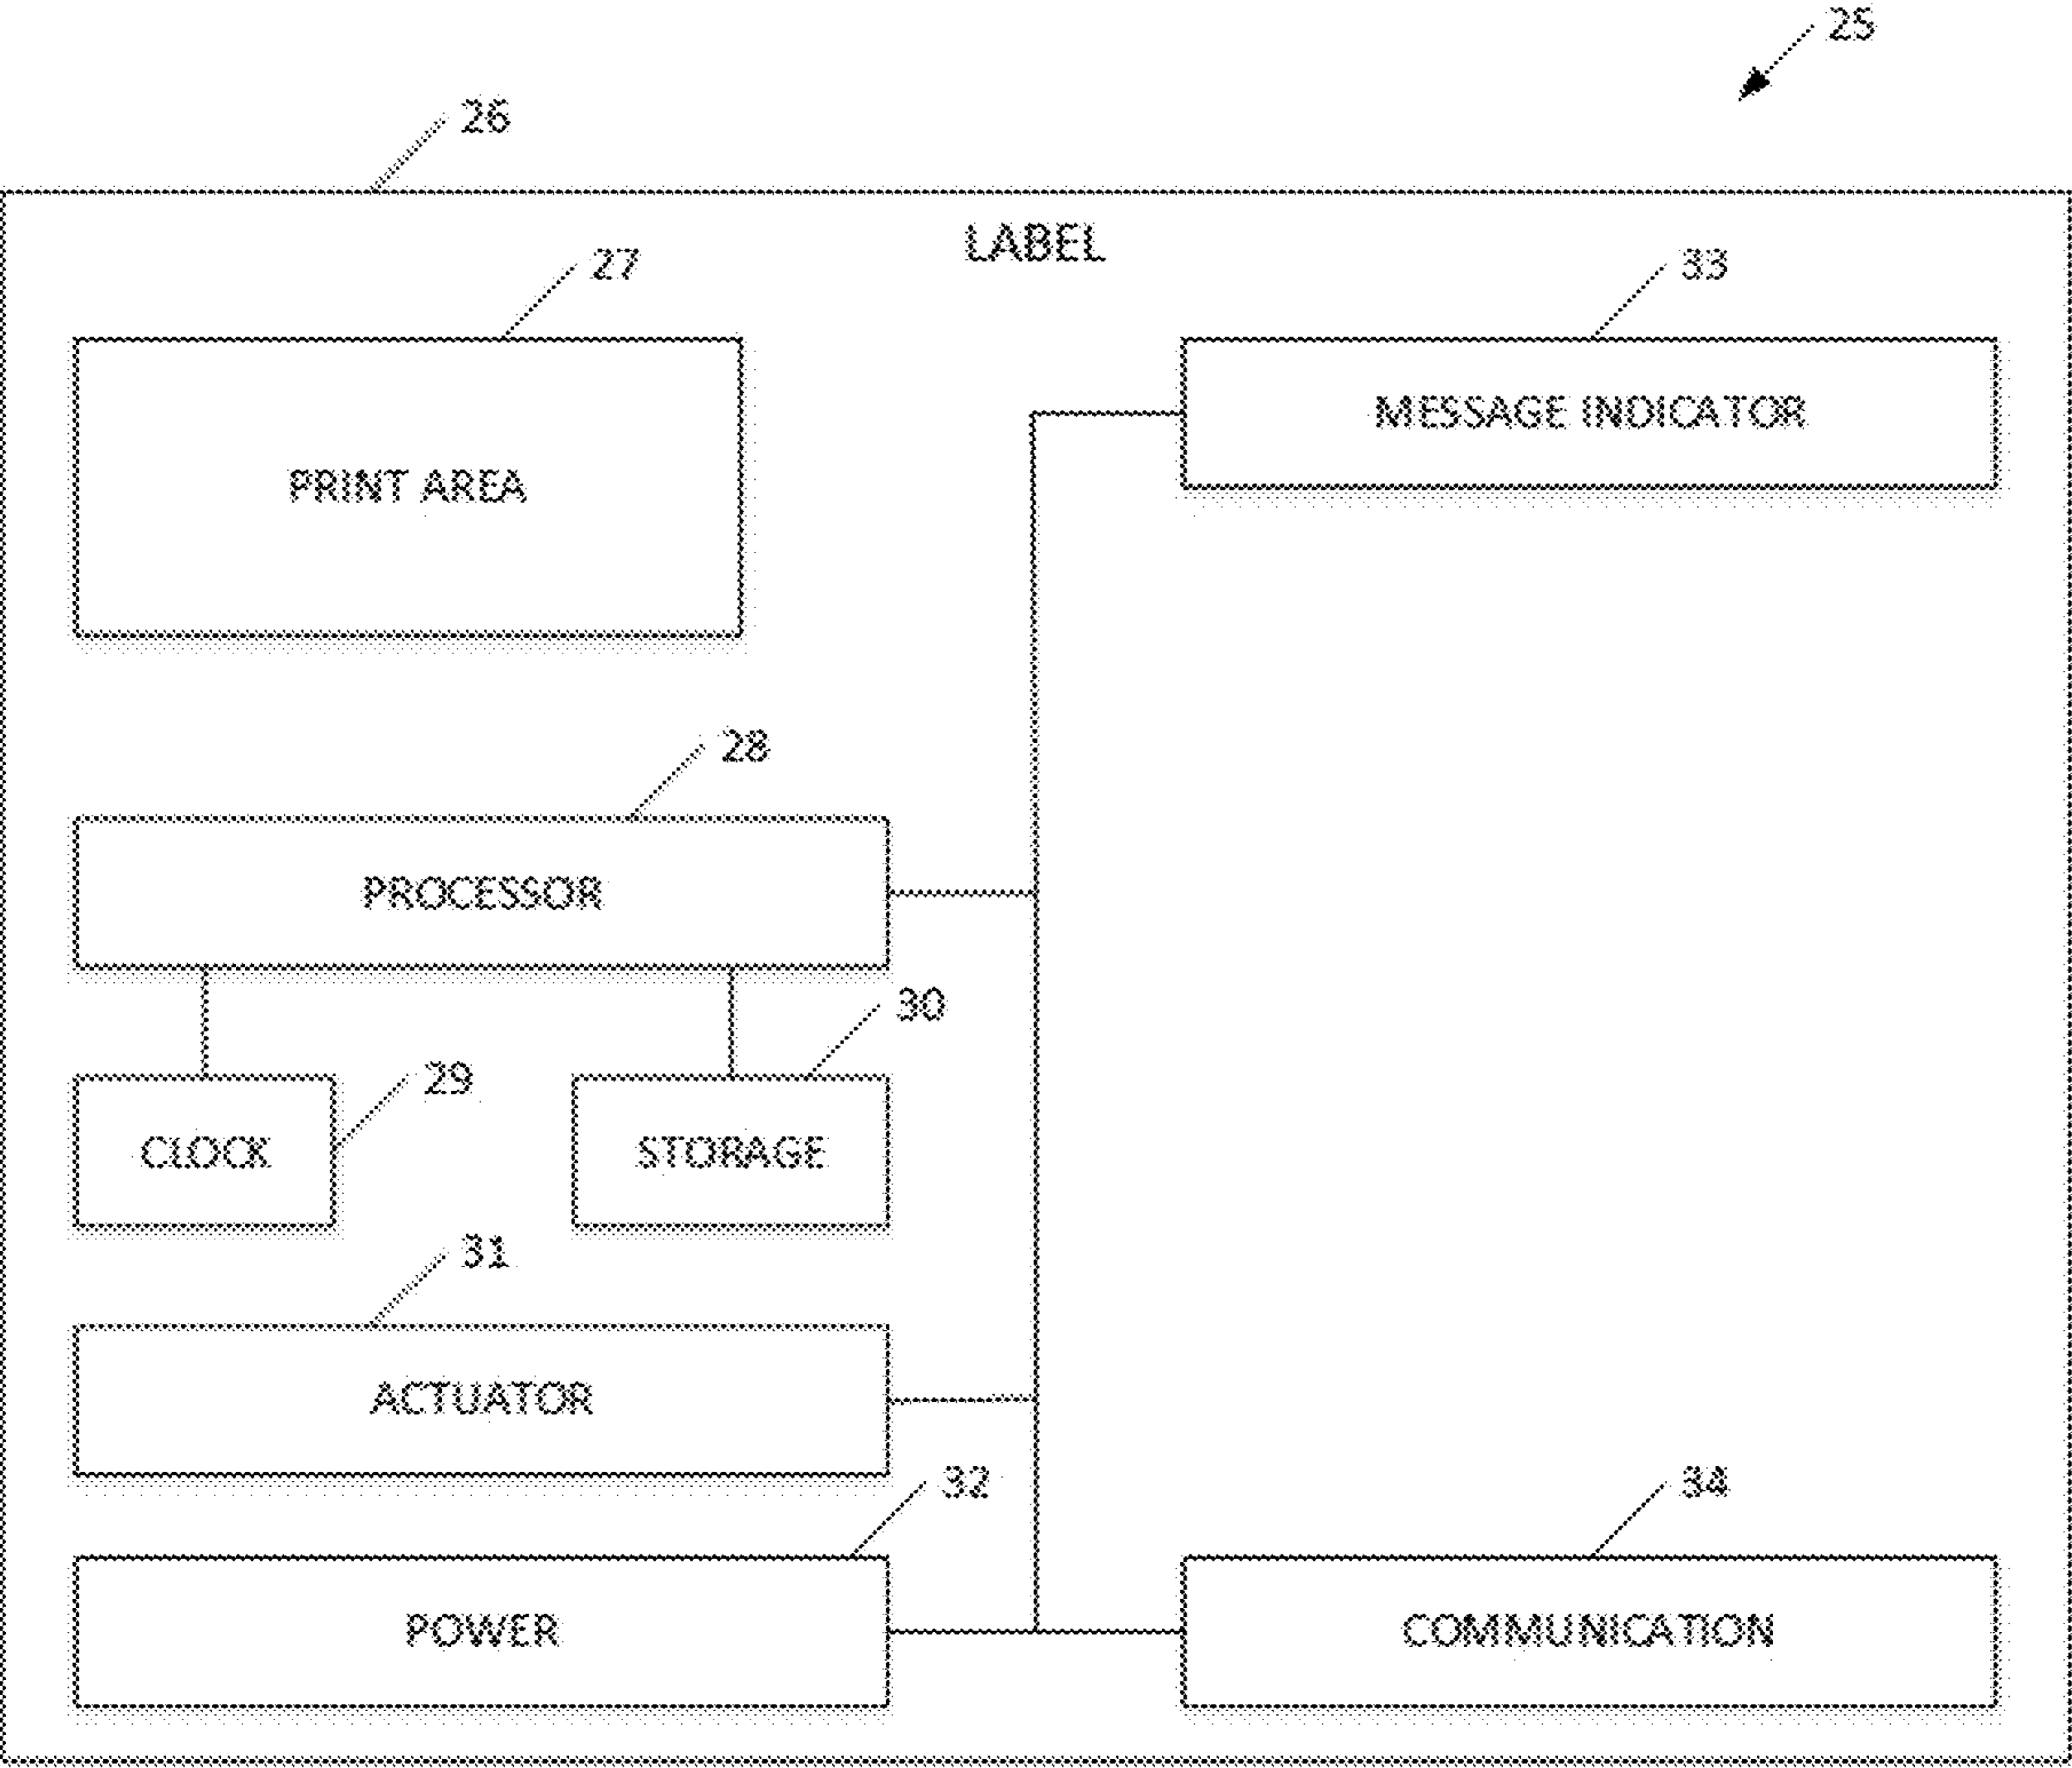 25
26
LABEL
27
33
PRINT AREA
MESSAGE INDICATOR
28
PROCESSOR
30
29
CLOCK
STORAGE
31
ACTUATOR
32
34
POWER
COMMUNICATION